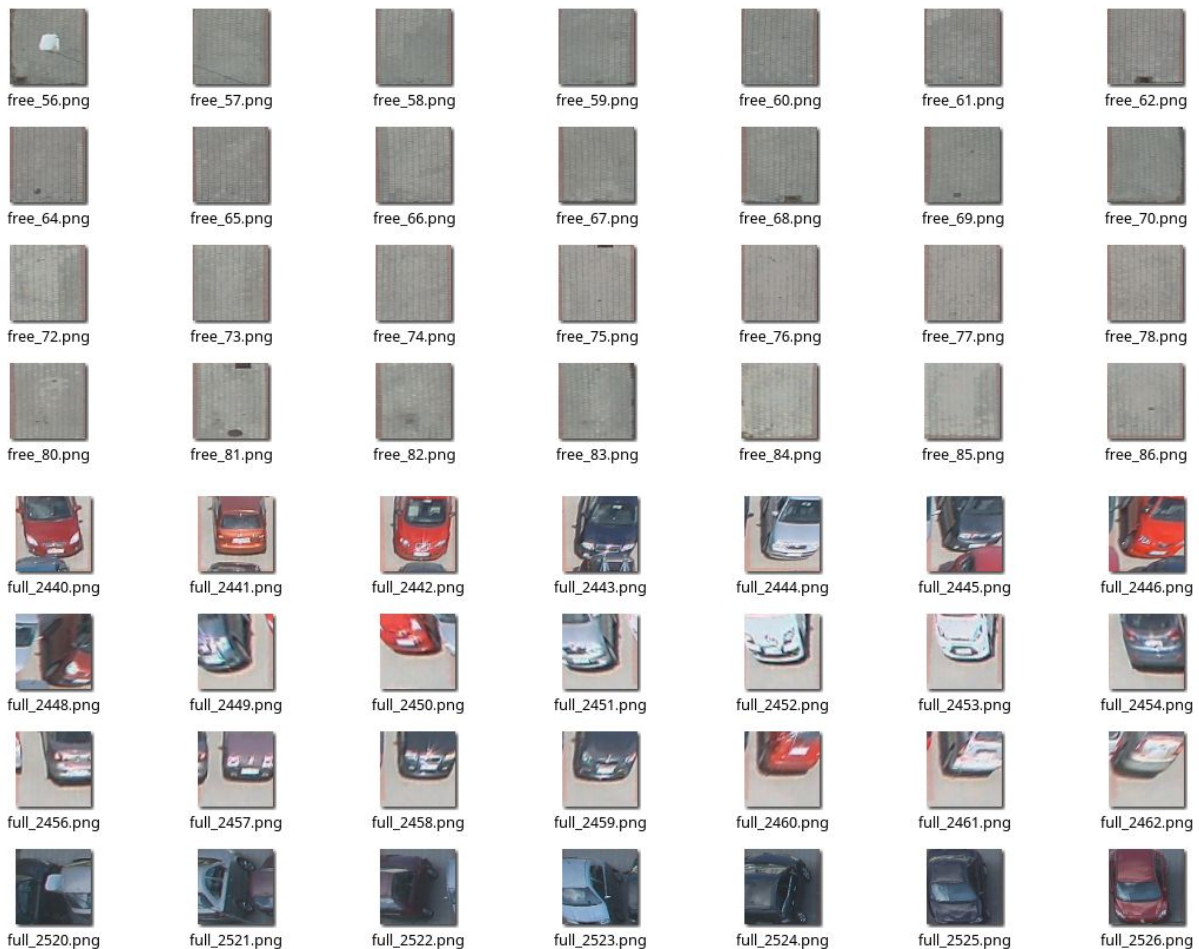 free_56.png free_57.png free_58.png free_59.png free_60.png free_61.png free_62.png
free_64.png free_65.png free_66.png free_67.png free_68.png free_69.png free_70.png
free_72.png free_73.png free_74.png free_75.png free_76.png free_77.png free_78.png
free_80.png free_81.png free_82.png free_83.png free_84.png free_85.png free_86.png
full_2440.png full_2441.png full_2442.png full_2443.png full_2444.png full_2445.png full_2446.png
full_2448.png full_2449.png full_2450.png full_2451.png full_2452.png full_2453.png full_2454.png
full_2456.png full_2457.png full_2458.png full_2459.png full_2460.png full_2461.png full_2462.png
full_2520.png full_2521.png full_2522.png full_2523.png full_2524.png full_2525.png full_2526.png